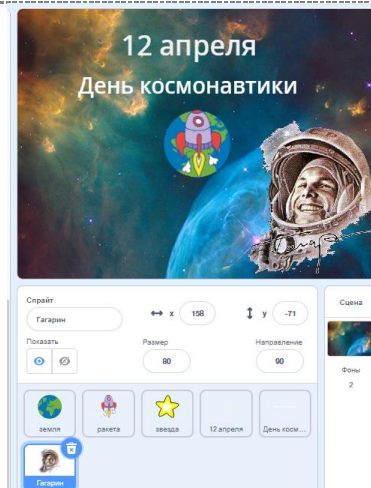 12 апреля
День космонавтики
Спрайт
Гагарин
x 158
y -71
Показать
Размер
80
Направление
90
Сцена
Фоны
2
земля
ракета
звезда
12 апреля
День косм...
Гагарин